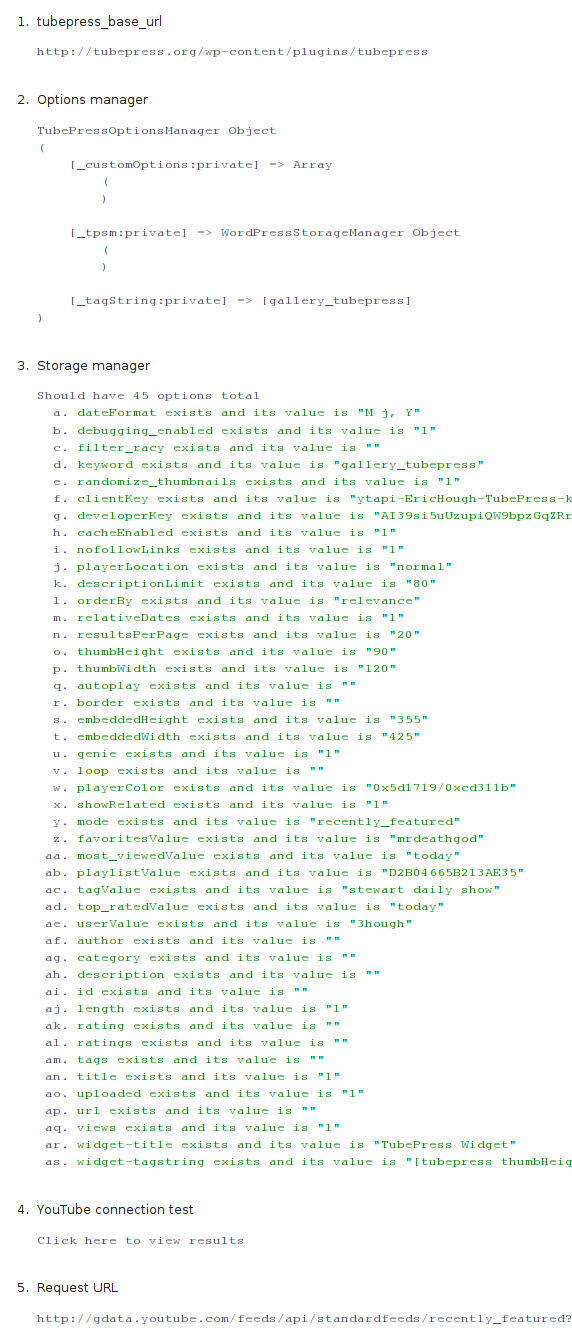 1. tubepress_base_url
http://tubepress.org/wp-content/plugins/tubepress
2. Options manager
TubePressOptionsManager Object
(
[_customOptions:private] => Array
(
)
[_tpsm:private] => WordPressStorageManager Object
(
)
[_tagString:private] => [gallery_tubepress]
)
3. Storage manager
Should have 45 options total
a. dateFormat exists and its value is "M j, Y"
b. debugging_enabled exists and its value is "1"
c. filter_racy exists and its value is ""
d. keyword exists and its value is "gallery_tubepress"
e. randomize_thumbnails exists and its value is "1"
f. clientKey exists and its value is "ytapi-EricHough-TubePress-k
g. developerKey exists and its value is "AI39si5uUzupiQW9bpzGqZRr
h. cacheEnabled exists and its value is "1"
i. nofollowLinks exists and its value is "1"
j. playerLocation exists and its value is "normal"
k. descriptionLimit exists and its value is "80"
l. orderBy exists and its value is "relevance"
m. relativeDates exists and its value is "1"
n. resultsPerPage exists and its value is "20"
o. thumbHeight exists and its value is "90"
p. thumbWidth exists and its value is "120"
q. autoplay exists and its value is ""
r. border exists and its value is ""
s. embeddedHeight exists and its value is "355"
t. embeddedWidth exists and its value is "425"
u. genie exists and its value is "1"
v. loop exists and its value is ""
w. playerColor exists and its value is "0x5d1719/0xcd311b"
x. showRelated exists and its value is "1"
y. mode exists and its value is "recently_featured"
z. favoritesValue exists and its value is "mrdeathgod"
aa. most_viewedValue exists and its value is "today"
ab. playlistValue exists and its value is "D2B04665B213AE35"
ac. tagValue exists and its value is "stewart daily show"
ad. top_ratedValue exists and its value is "today"
ae. userValue exists and its value is "3hough"
af. author exists and its value is ""
ag. category exists and its value is ""
ah. description exists and its value is ""
ai. id exists and its value is ""
aj. length exists and its value is "1"
ak. rating exists and its value is ""
al. ratings exists and its value is ""
am. tags exists and its value is ""
an. title exists and its value is "1"
ao. uploaded exists and its value is "1"
ap. url exists and its value is ""
aq. views exists and its value is "1"
ar. widget-title exists and its value is "TubePress Widget"
as. widget-tagstring exists and its value is "[tubepress thumbHeig
4. YouTube connection test
Click here to view results
5. Request URL
http://gdata.youtube.com/feeds/api/standardfeeds/recently_featured?